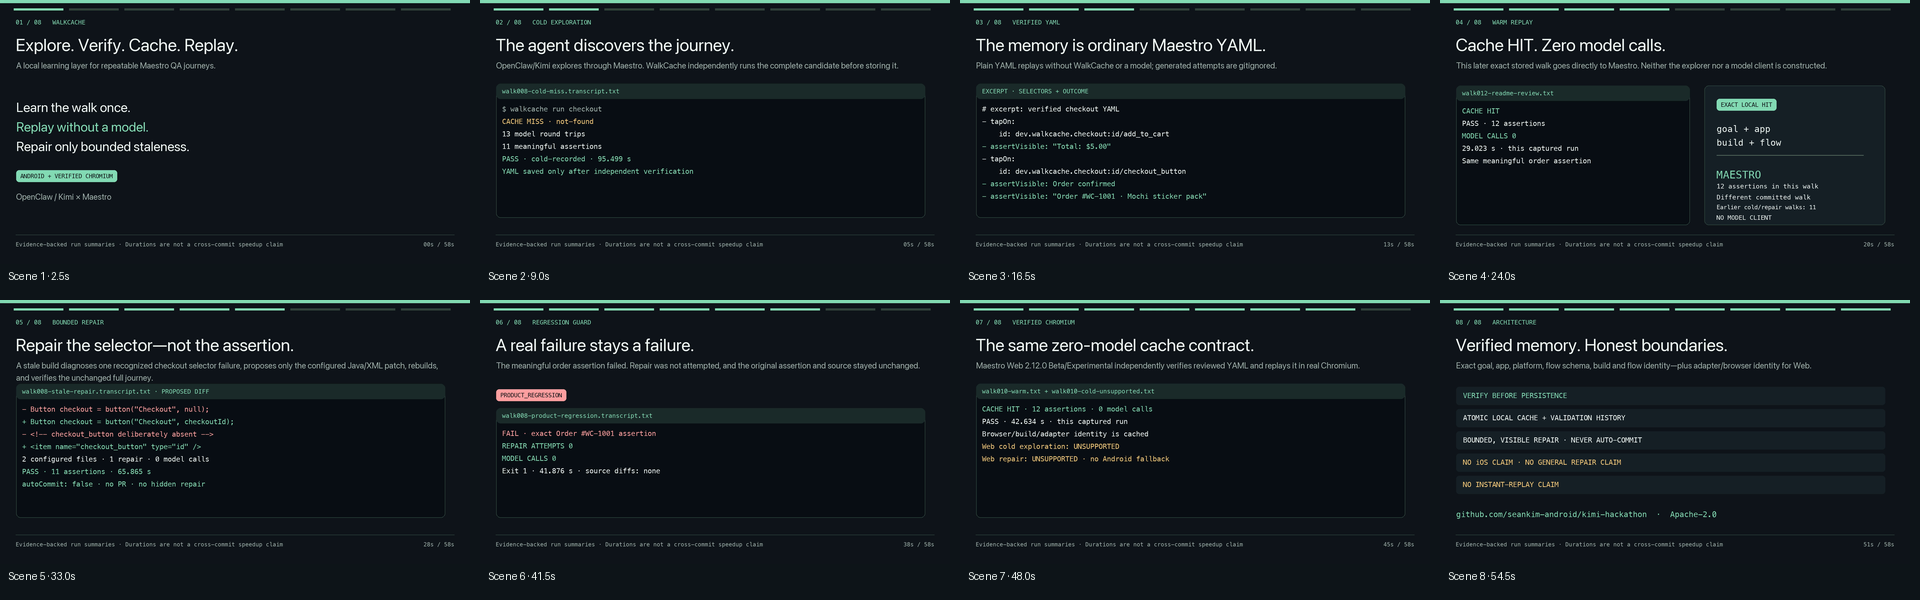 01 / 08 WALKCACHE
Explore. Verify. Cache. Replay.
A local learning layer for repeatable Maestro QA journeys.
Learn the walk once.
Replay without a model.
Repair only bounded staleness.
ANDROID + VERIFIED CHROMIUM
OpenClaw / Kimi × Maestro
Evidence-backed run summaries · Durations are not a cross-commit speedup claim
00s / 58s
Scene 1 · 2.5s
02 / 08 COLD EXPLORATION
The agent discovers the journey.
OpenClaw/Kimi explores through Maestro. WalkCache independently runs the complete candidate before storing it.
walk008-cold-miss.transcript.txt
$ walkcache run checkout
CACHE MISS · not-found
13 model round trips
11 meaningful assertions
PASS · cold-recorded · 95.499 s
YAML saved only after independent verification
Evidence-backed run summaries · Durations are not a cross-commit speedup claim
05s / 58s
Scene 2 · 9.0s
03 / 08 VERIFIED YAML
The memory is ordinary Maestro YAML.
Plain YAML replays without WalkCache or a model; generated attempts are gitignored.
EXCERPT · SELECTORS + OUTCOME
# excerpt: verified checkout YAML
- tapOn:
id: dev.walkcache.checkout:id/add_to_cart
- assertVisible: "Total: $5.00"
- tapOn:
id: dev.walkcache.checkout:id/checkout_button
- assertVisible: Order confirmed
- assertVisible: "Order #WC-1001 · Mochi sticker pack"
Evidence-backed run summaries · Durations are not a cross-commit speedup claim
13s / 58s
Scene 3 · 16.5s
04 / 08 WARM REPLAY
Cache HIT. Zero model calls.
This later exact stored walk goes directly to Maestro. Neither the explorer nor a model client is constructed.
walk012-readme-review.txt
CACHE HIT
PASS · 12 assertions
MODEL CALLS 0
29.023 s · this captured run
Same meaningful order assertion
EXACT LOCAL HIT
goal + app
build + flow
MAESTRO
12 assertions in this walk
Different committed walk
Earlier cold/repair walks: 11
NO MODEL CLIENT
Evidence-backed run summaries · Durations are not a cross-commit speedup claim
20s / 58s
Scene 4 · 24.0s
05 / 08 BOUNDED REPAIR
Repair the selector—not the assertion.
A stale build diagnoses one recognized checkout selector failure, proposes only the configured Java/XML patch, rebuilds,
and verifies the unchanged full journey.
walk008-stale-repair.transcript.txt · PROPOSED DIFF
- Button checkout = button("Checkout", null);
+ Button checkout = button("Checkout", checkoutId);
- <!-- checkout_button deliberately absent -->
+ <item name="checkout_button" type="id" />
2 configured files · 1 repair · 0 model calls
PASS · 11 assertions · 65.865 s
autoCommit: false · no PR · no hidden repair
Evidence-backed run summaries · Durations are not a cross-commit speedup claim
28s / 58s
Scene 5 · 33.0s
06 / 08 REGRESSION GUARD
A real failure stays a failure.
The meaningful order assertion failed. Repair was not attempted, and the original assertion and source stayed unchanged.
PRODUCT_REGRESSION
walk008-product-regression.transcript.txt
FAIL · exact Order #WC-1001 assertion
REPAIR ATTEMPTS 0
MODEL CALLS 0
Exit 1 · 41.876 s · source diffs: none
Evidence-backed run summaries · Durations are not a cross-commit speedup claim
38s / 58s
Scene 6 · 41.5s
07 / 08 VERIFIED CHROMIUM
The same zero-model cache contract.
Maestro Web 2.12.0 Beta/Experimental independently verifies reviewed YAML and replays it in real Chromium.
walk010-warm.txt + walk010-cold-unsupported.txt
CACHE HIT · 12 assertions · 0 model calls
PASS · 42.634 s · this captured run
Browser/build/adapter identity is cached
Web cold exploration: UNSUPPORTED
Web repair: UNSUPPORTED · no Android fallback
Evidence-backed run summaries · Durations are not a cross-commit speedup claim
45s / 58s
Scene 7 · 48.0s
08 / 08 ARCHITECTURE
Verified memory. Honest boundaries.
Exact goal, app, platform, flow schema, build and flow identity—plus adapter/browser identity for Web.
VERIFY BEFORE PERSISTENCE
ATOMIC LOCAL CACHE + VALIDATION HISTORY
BOUNDED, VISIBLE REPAIR · NEVER AUTO-COMMIT
NO iOS CLAIM · NO GENERAL REPAIR CLAIM
NO INSTANT-REPLAY CLAIM
github.com/seankim-android/kimi-hackathon · Apache-2.0
Evidence-backed run summaries · Durations are not a cross-commit speedup claim
51s / 58s
Scene 8 · 54.5s